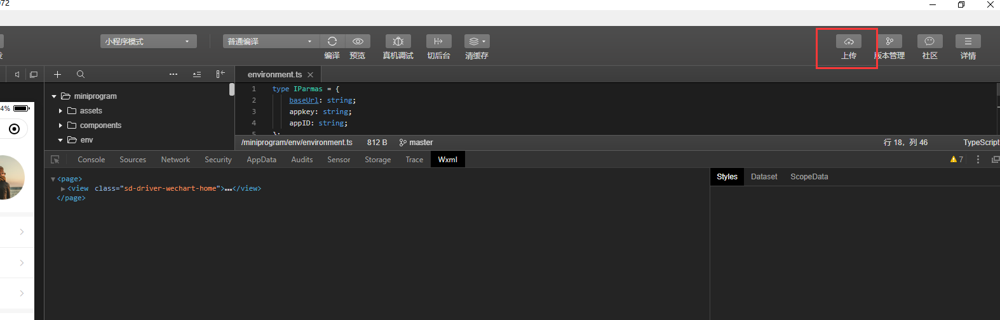 072
小程序模式
普通编译
编译
预览
真机调试
切后台
清缓存
上传
版本管理
社区
详情
environment.ts
miniprogram
assets
components
env
4%
1 type IParmas = {
2 baseUrl: string;
3 appkey: string;
4 appID: string;
5 };
/miniprogram/env/environment.ts 812 B master 行 18，列 46 TypeScript
Console Sources Network Security AppData Audits Sensor Storage Trace Wxml 7
<page>
<view class="sd-driver-wechart-home">…</view>
</page>
Styles Dataset ScopeData